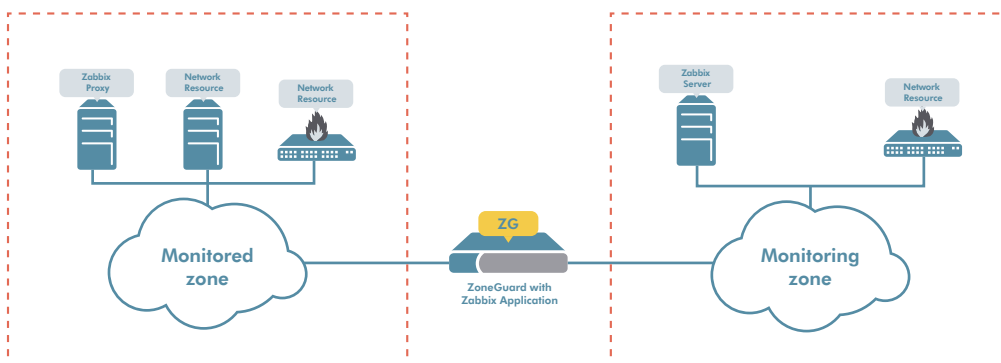 Zabbix
Proxy
Network
Resource
Network
Resource
Monitored
zone
ZG
ZoneGuard with
Zabbix Application
Zabbix
Server
Network
Resource
Monitoring
zone